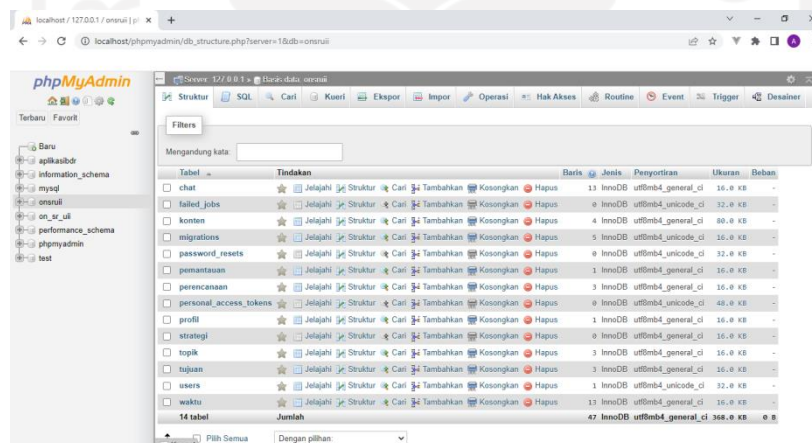 localhost / 127.0.0.1 / onsruii | p
localhost/phpmyadmin/db_structure.php?server=1&db=onsruii
phpMyAdmin
Terbaru Favorit
Baru
aplikasibdr
information_schema
mysql
onsruii
on_sr_uii
performance_schema
phpmyadmin
test
Server: 127.0.0.1 » Basis data: onsruii
Struktur SQL Cari Kueri Ekspor Impor Operasi Hak Akses Routine Event Trigger Desainer
Filters
Mengandung kata:
Tabel Tindakan Baris Jenis Penyortiran Ukuran Beban
chat Jelajahi Struktur Cari Tambahkan Kosongkan Hapus 13 InnoDB utf8mb4_general_ci 16.0 KB -
failed_jobs Jelajahi Struktur Cari Tambahkan Kosongkan Hapus 0 InnoDB utf8mb4_unicode_ci 32.0 KB -
konten Jelajahi Struktur Cari Tambahkan Kosongkan Hapus 4 InnoDB utf8mb4_general_ci 80.0 KB -
migrations Jelajahi Struktur Cari Tambahkan Kosongkan Hapus 5 InnoDB utf8mb4_unicode_ci 16.0 KB -
password_resets Jelajahi Struktur Cari Tambahkan Kosongkan Hapus 0 InnoDB utf8mb4_unicode_ci 32.0 KB -
pemantauan Jelajahi Struktur Cari Tambahkan Kosongkan Hapus 1 InnoDB utf8mb4_general_ci 16.0 KB -
perencanaan Jelajahi Struktur Cari Tambahkan Kosongkan Hapus 3 InnoDB utf8mb4_general_ci 16.0 KB -
personal_access_tokens Jelajahi Struktur Cari Tambahkan Kosongkan Hapus 0 InnoDB utf8mb4_unicode_ci 48.0 KB -
profil Jelajahi Struktur Cari Tambahkan Kosongkan Hapus 1 InnoDB utf8mb4_general_ci 16.0 KB -
strategi Jelajahi Struktur Cari Tambahkan Kosongkan Hapus 0 InnoDB utf8mb4_general_ci 16.0 KB -
topik Jelajahi Struktur Cari Tambahkan Kosongkan Hapus 3 InnoDB utf8mb4_general_ci 16.0 KB -
tujuan Jelajahi Struktur Cari Tambahkan Kosongkan Hapus 3 InnoDB utf8mb4_general_ci 16.0 KB -
users Jelajahi Struktur Cari Tambahkan Kosongkan Hapus 1 InnoDB utf8mb4_unicode_ci 32.0 KB -
waktu Jelajahi Struktur Cari Tambahkan Kosongkan Hapus 13 InnoDB utf8mb4_general_ci 16.0 KB -
14 tabel Jumlah 47 InnoDB utf8mb4_general_ci 368.0 KB 0 B
Pilih Semua Dengan pilihan: